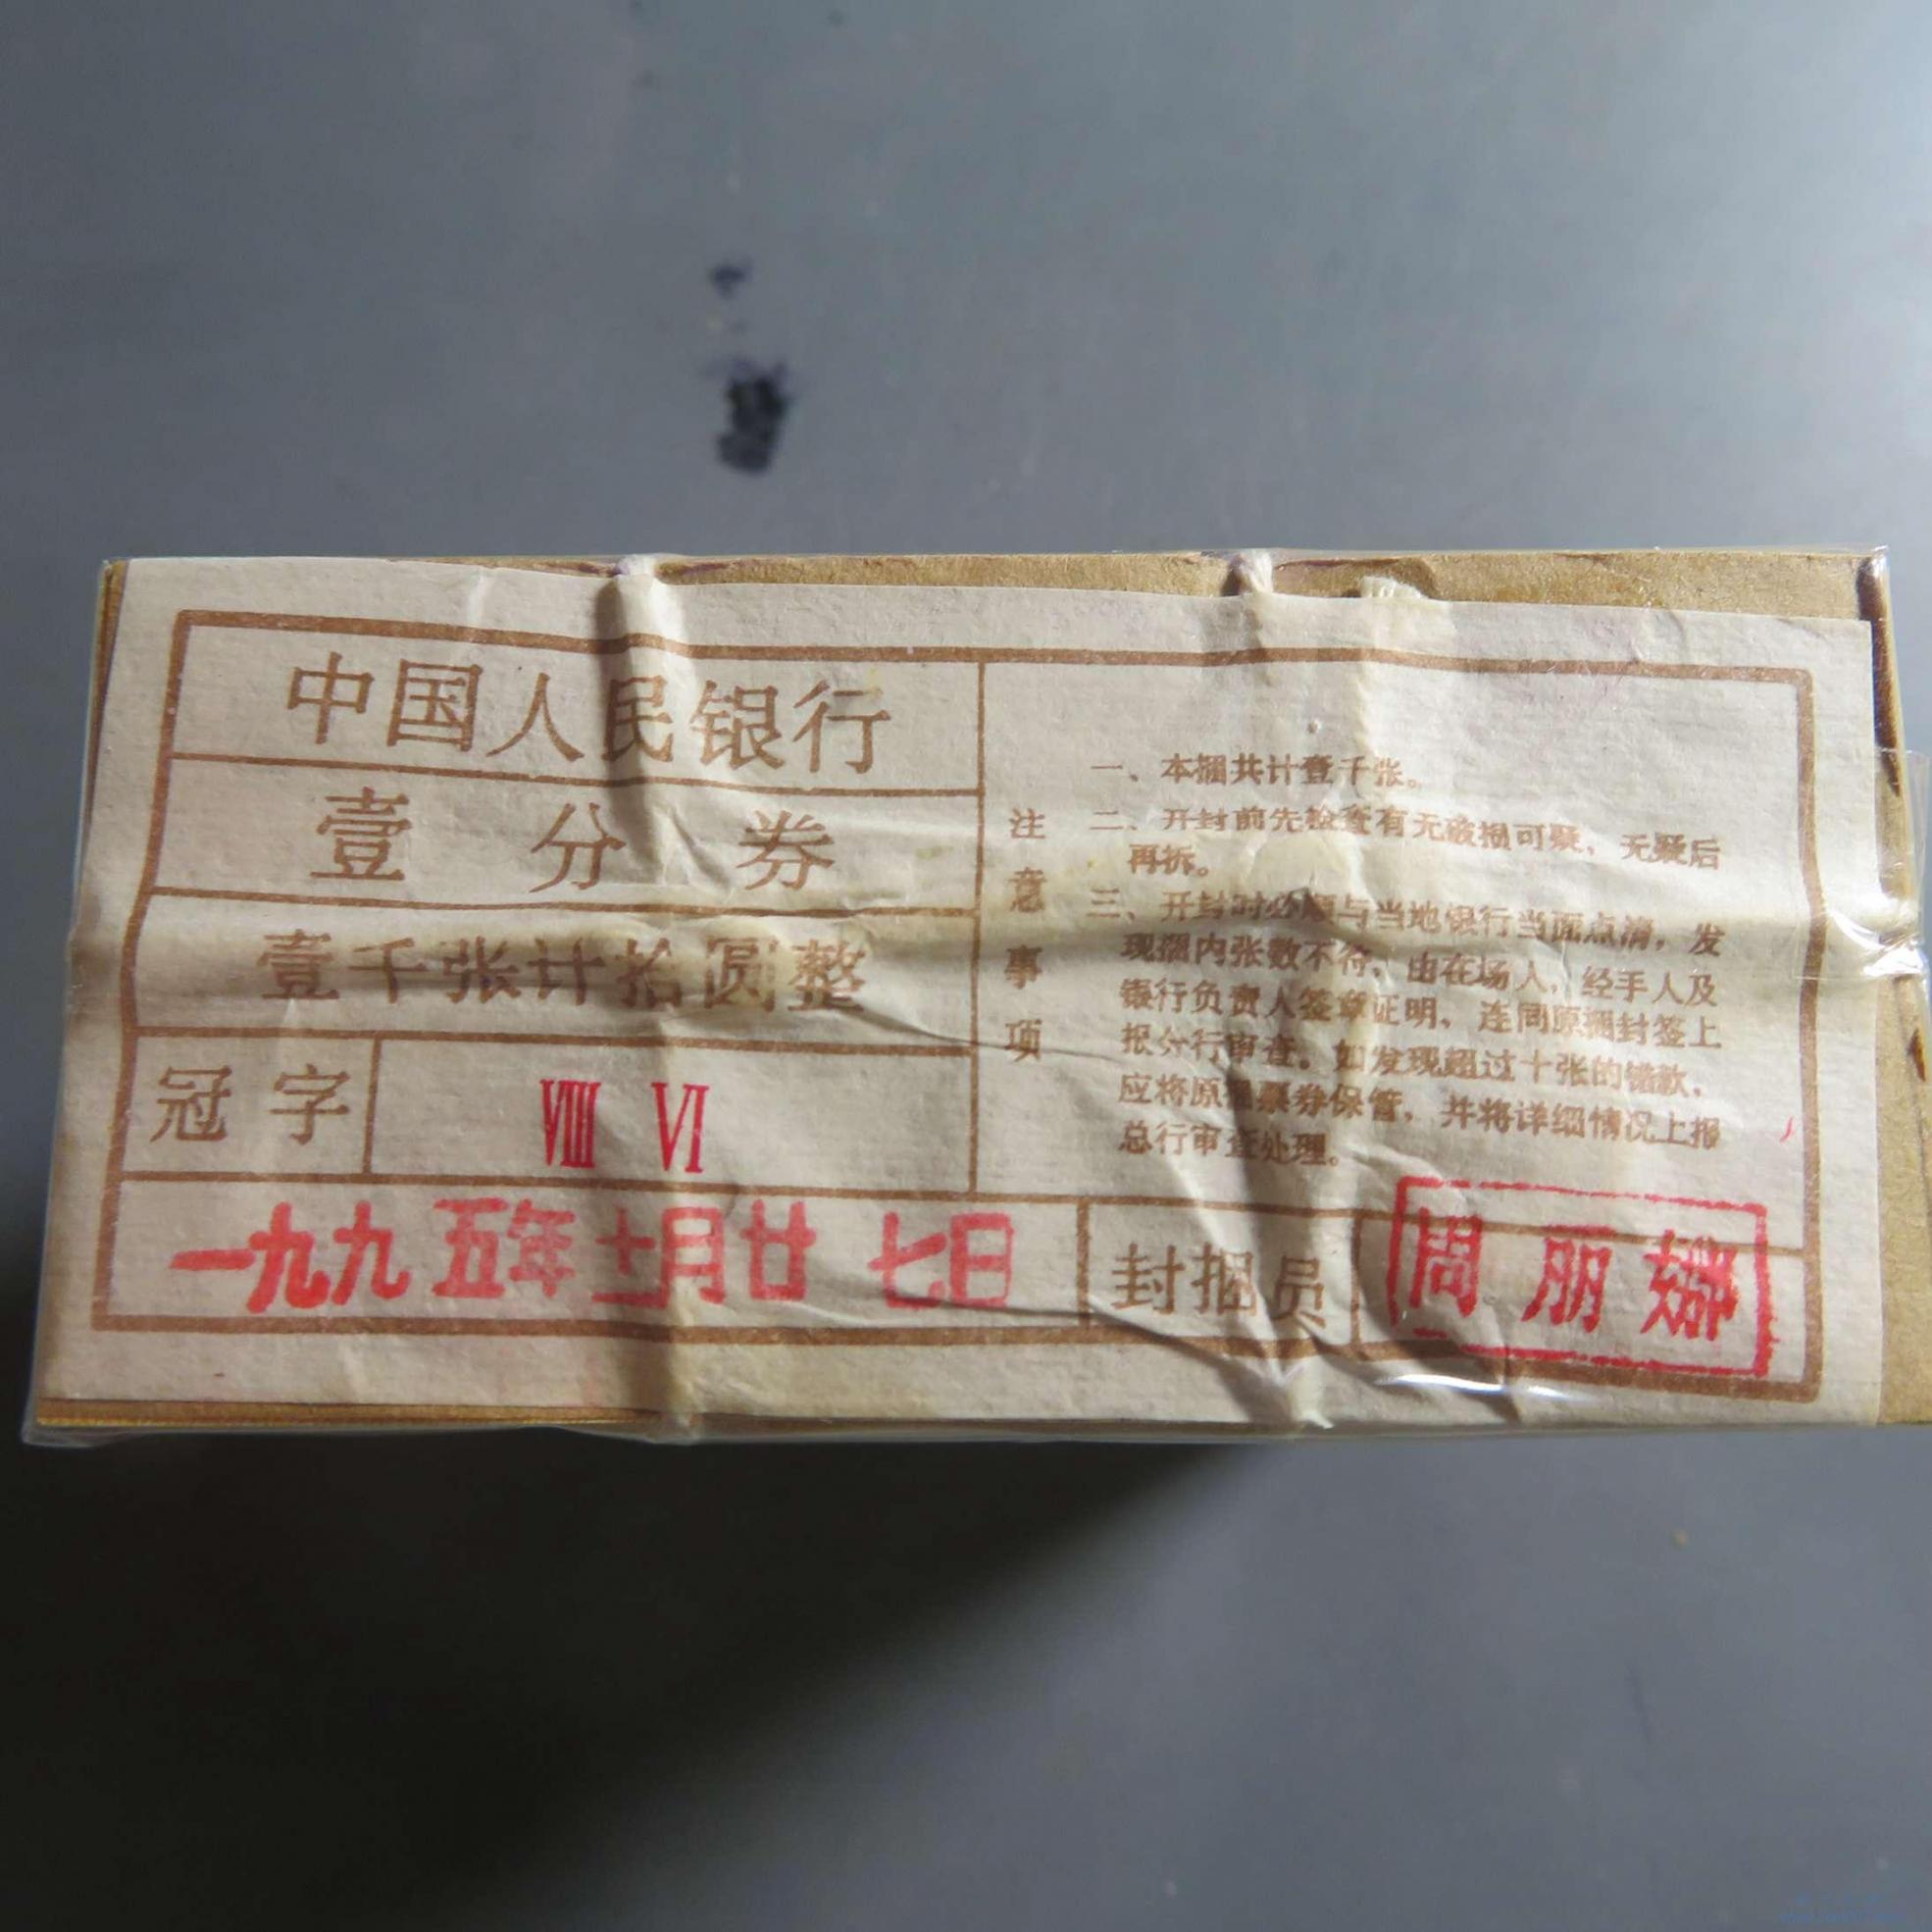 中国人民银行
壹分券
壹千张计拾圆整
冠字 VIII VI
注意事项
一、本捆共计壹千张。
二、开封前先检查有无破损可疑，无疑后
再拆。
三、开封时必须与当地银行当面点清，发
现捆内张数不符，由在场人，经手人及
银行负责人签章证明，连同原捆封签上
报分行审查。如发现超过十张的错款，
应将原捆票券保管，并将详细情况上报
总行审查处理。
一九九五年十一月廿七日
封捆员 周丽